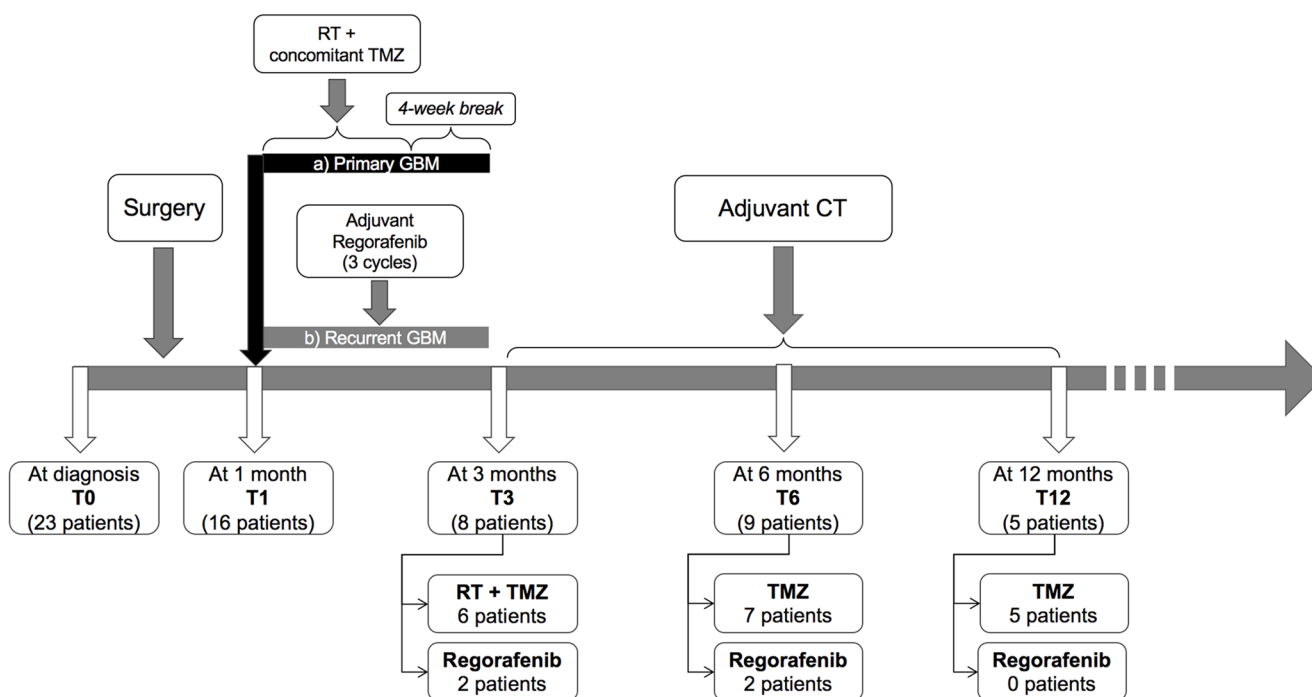 RT +
concomitant TMZ
4-week break
a) Primary GBM
Surgery
Adjuvant
Regorafenib
(3 cycles)
b) Recurrent GBM
Adjuvant CT
At diagnosis
T0
(23 patients)
At 1 month
T1
(16 patients)
At 3 months
T3
(8 patients)
At 6 months
T6
(9 patients)
At 12 months
T12
(5 patients)
RT + TMZ
6 patients
TMZ
7 patients
TMZ
5 patients
Regorafenib
2 patients
Regorafenib
2 patients
Regorafenib
0 patients